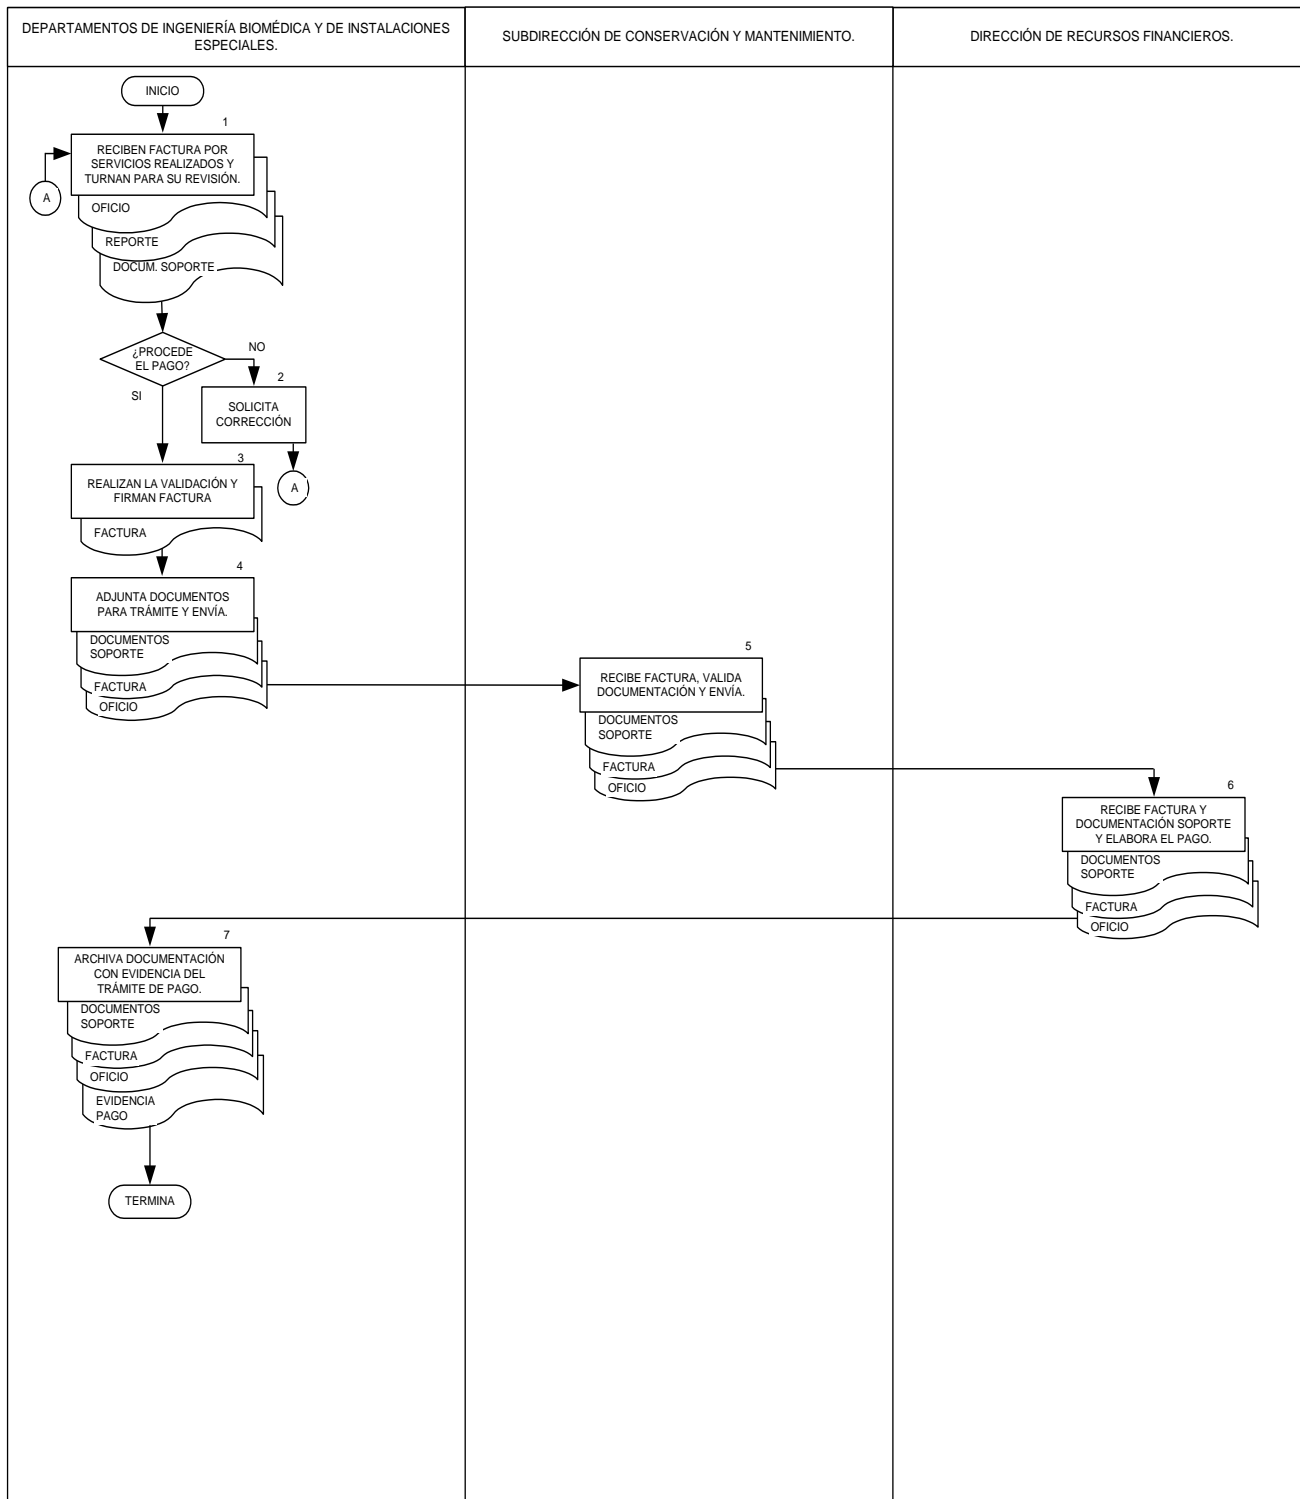 DEPARTAMENTOS DE INGENIERÍA BIOMÉDICA Y DE INSTALACIONES
ESPECIALES.
SUBDIRECCIÓN DE CONSERVACIÓN Y MANTENIMIENTO.
DIRECCIÓN DE RECURSOS FINANCIEROS.
INICIO
1
RECIBEN FACTURA POR
SERVICIOS REALIZADOS Y
TURNAN PARA SU REVISIÓN.
A
OFICIO
REPORTE
DOCUM. SOPORTE
¿PROCEDE
EL PAGO?
NO
SI
2
SOLICITA
CORRECCIÓN
A
3
REALIZAN LA VALIDACIÓN Y
FIRMAN FACTURA
FACTURA
4
ADJUNTA DOCUMENTOS
PARA TRÁMITE Y ENVÍA.
DOCUMENTOS
SOPORTE
FACTURA
OFICIO
5
RECIBE FACTURA, VALIDA
DOCUMENTACIÓN Y ENVÍA.
DOCUMENTOS
SOPORTE
FACTURA
OFICIO
6
RECIBE FACTURA Y
DOCUMENTACIÓN SOPORTE
Y ELABORA EL PAGO.
DOCUMENTOS
SOPORTE
FACTURA
OFICIO
7
ARCHIVA DOCUMENTACIÓN
CON EVIDENCIA DEL
TRÁMITE DE PAGO.
DOCUMENTOS
SOPORTE
FACTURA
OFICIO
EVIDENCIA
PAGO
TERMINA